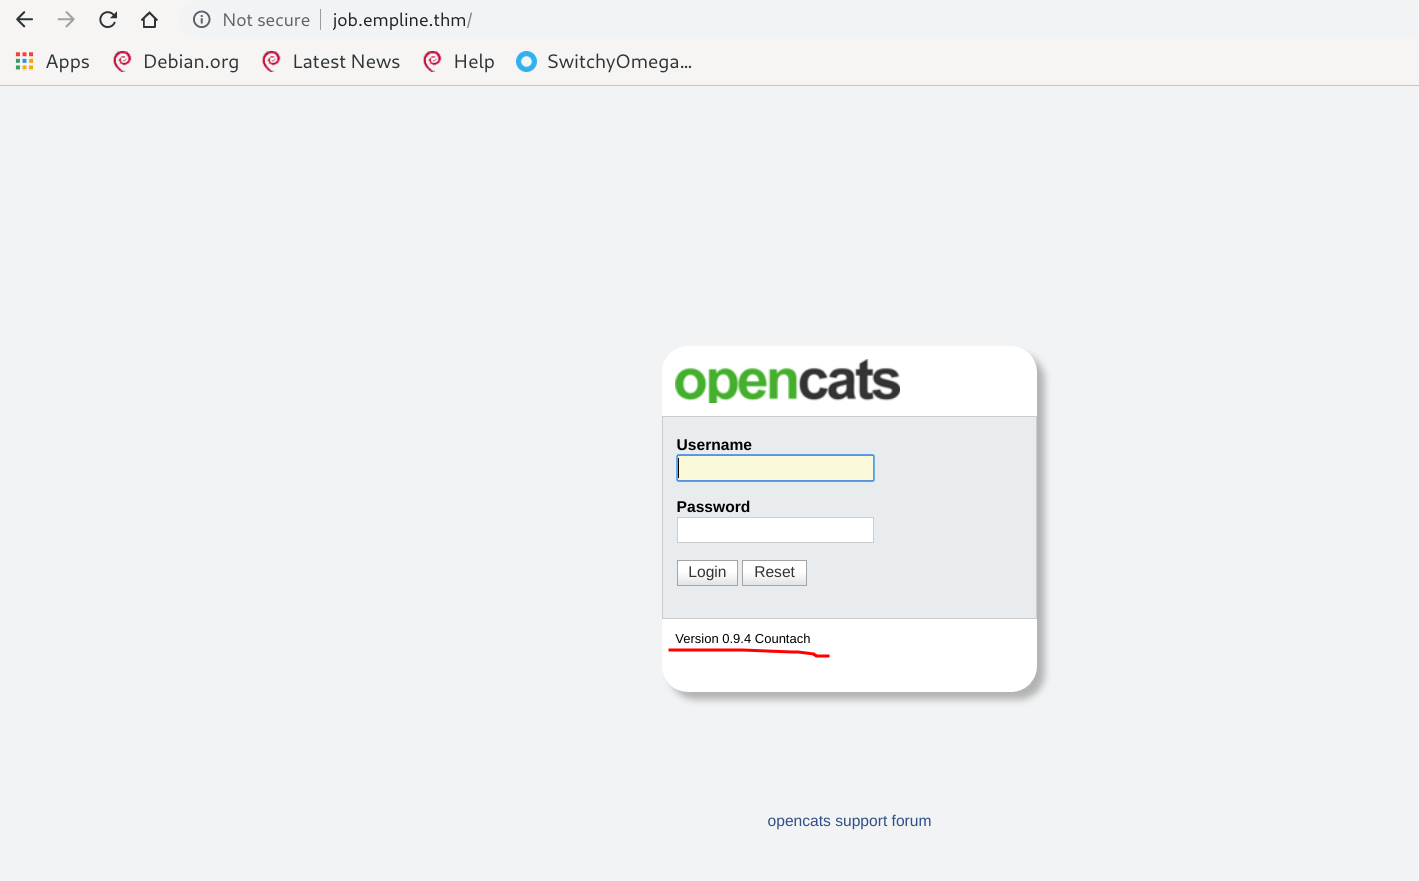 Not secure | job.empline.thm/
Apps Debian.org Latest News Help SwitchyOmega...
opencats
Username
Password
Login Reset
Version 0.9.4 Countach
opencats support forum